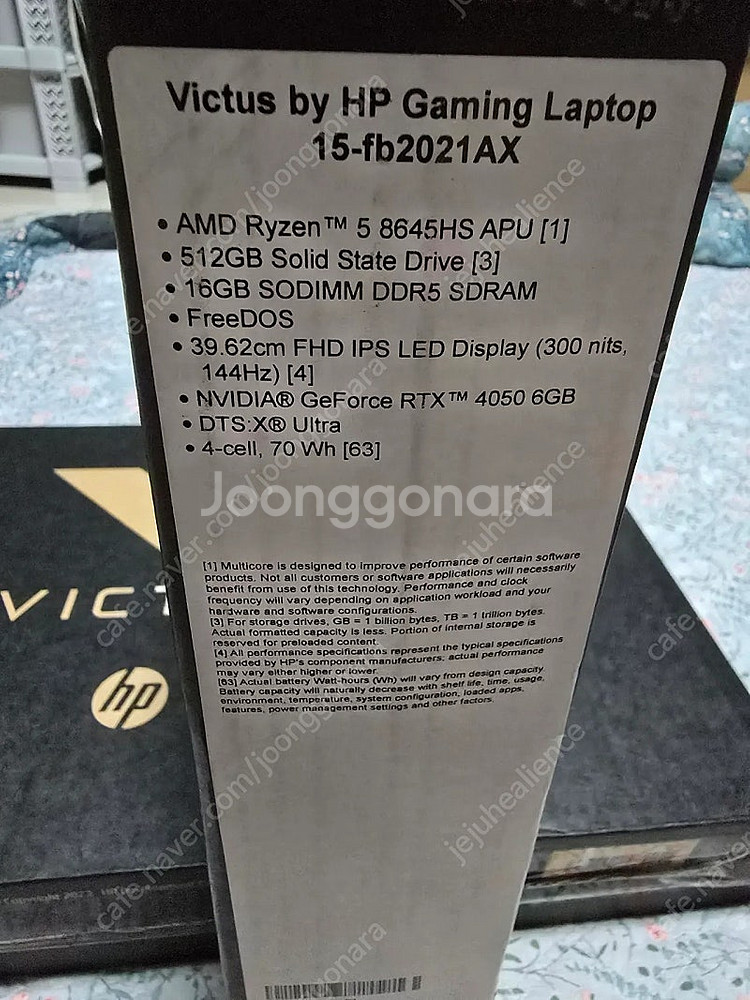 Victus by HP Gaming Laptop
15-fb2021AX
• AMD Ryzen™ 5 8645HS APU [1]
• 512GB Solid State Drive [3]
• 16GB SODIMM DDR5 SDRAM
• FreeDOS
• 39.62cm FHD IPS LED Display (300 nits,
144Hz) [4]
• NVIDIA® GeForce RTX™ 4050 6GB
• DTS:X® Ultra
• 4-cell, 70 Wh [63]
Joonggonara
[1] Multicore is designed to improve performance of certain software
products. Not all customers or software applications will necessarily
benefit from use of this technology. Performance and clock
frequency will vary depending on application workload and your
hardware and software configurations.
[3] For storage drives, GB = 1 billion bytes, TB = 1 trillion bytes.
Actual formatted capacity is less. Portion of internal storage is
reserved for preloaded content.
[4] All performance specifications represent the typical specifications
provided by HP's component manufacturers; actual performance
may vary either higher or lower.
[63] Actual battery Watt-hours (Wh) will vary from design capacity.
Battery capacity will naturally decrease with shelf life, time, usage,
environment, temperature, system configuration, loaded apps,
features, power management settings and other factors.
VICT
hp
cafe.naver.com/joonggonara
jejuhealience